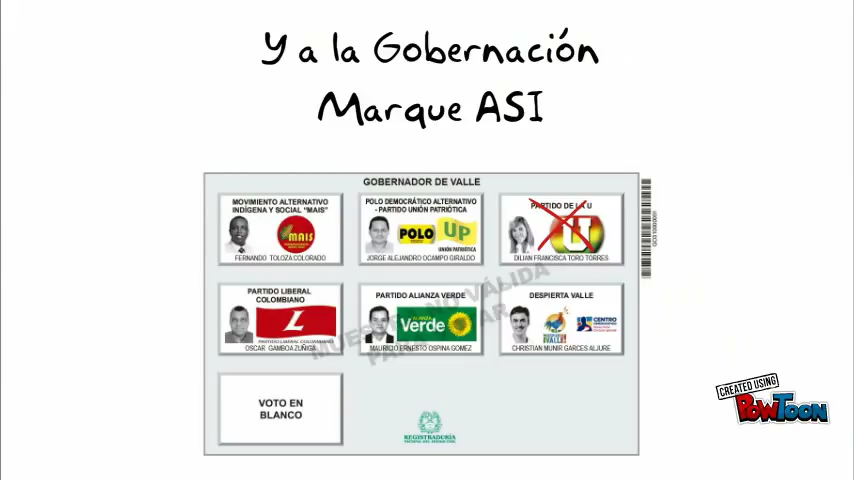 Y a la Gobernación
Marque ASI
GOBERNADOR DE VALLE
MOVIMIENTO ALTERNATIVO
INDÍGENA Y SOCIAL "MAIS"
MAIS
FERNANDO TOLOZA COLORADO
POLO DEMOCRÁTICO ALTERNATIVO
- PARTIDO UNIÓN PATRIÓTICA
POLO
UP
UNIÓN PATRIÓTICA
JORGE ALEJANDRO OCAMPO GIRALDO
PARTIDO DE LA U
U
DILIAN FRANCISCA TORO TORRES
PARTIDO LIBERAL
COLOMBIANO
L
PARTIDO LIBERAL COLOMBIANO
OSCAR GAMBOA ZUÑIGA
PARTIDO ALIANZA VERDE
ALIANZA
Verde
MAURICIO ERNESTO OSPINA GOMEZ
DESPIERTA VALLE
CENTRO
CHRISTIAN MUNIR GARCES ALJURE
NO VÁLIDA
VOTO EN
BLANCO
REGISTRADURÍA
CREATED USING
POWTOON